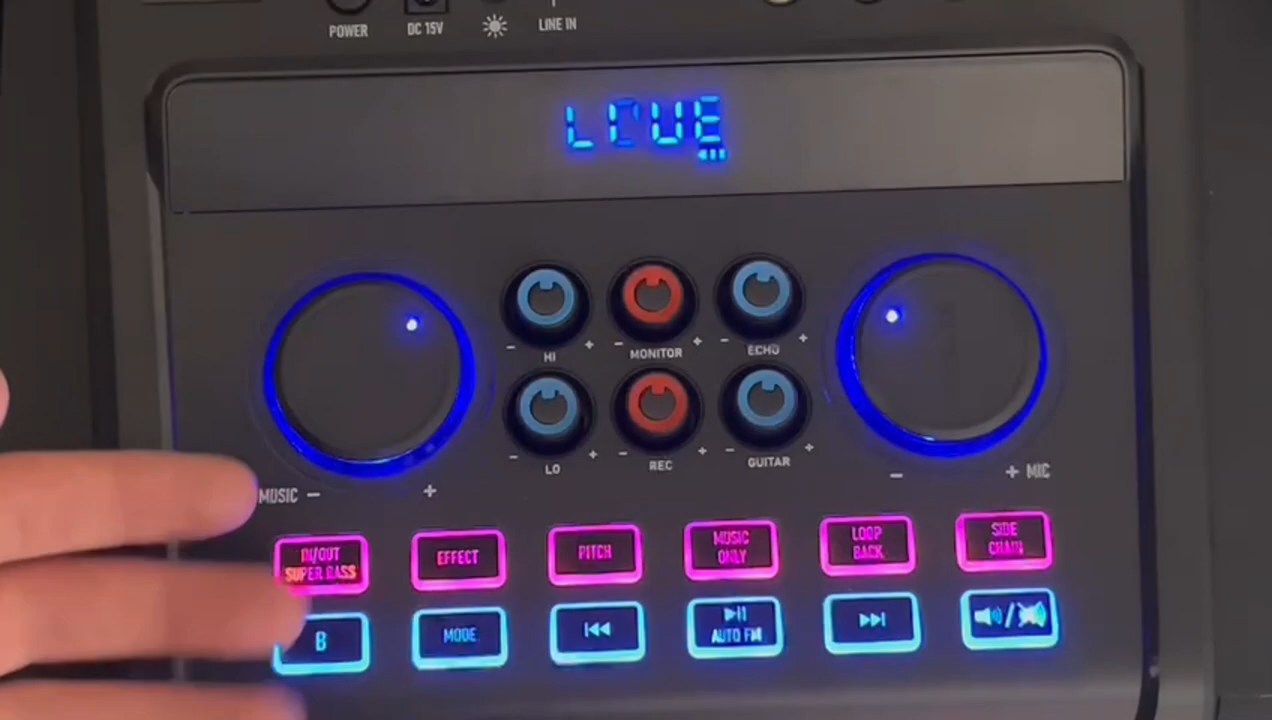 POWER DC 15V LINE IN
LIVE
- HI + - MONITOR + - ECHO +
- LO + - REC + - GUITAR +
MUSIC - + - + MIC
IN/OUT
SUPER BASS
EFFECT
PITCH
MUSIC
ONLY
LOOP
BACK
SIDE
CHAIN
B
MODE
AUTO FM